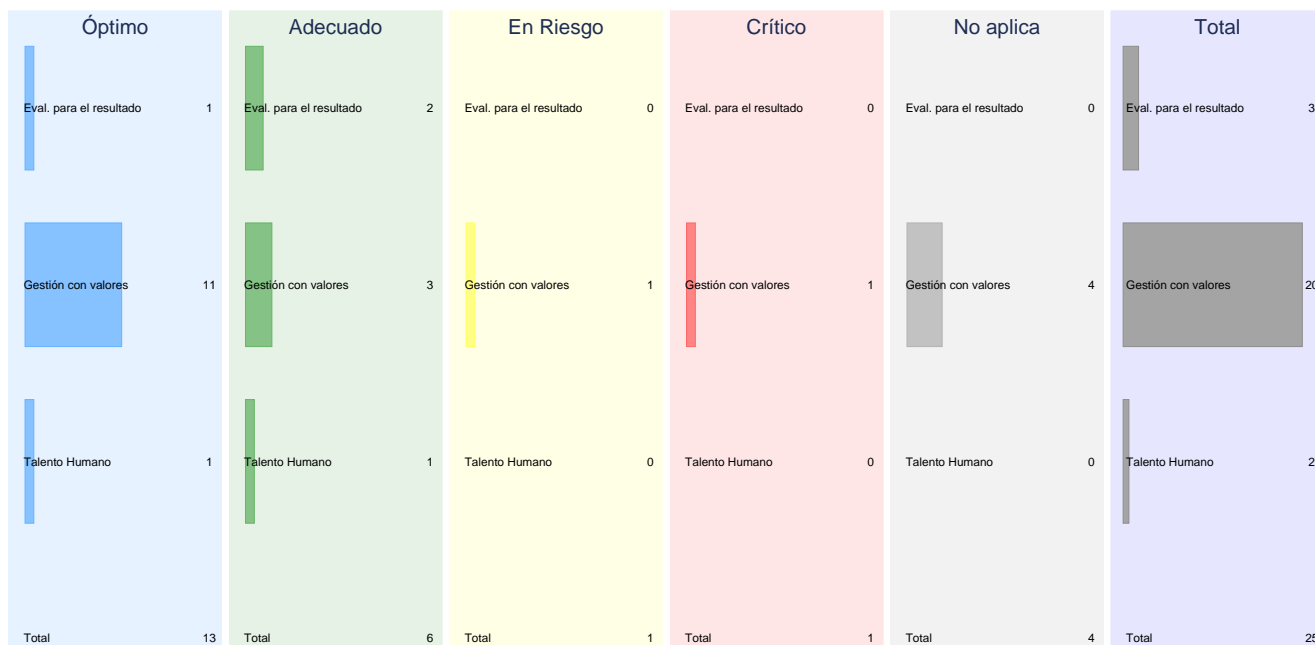 Óptimo Adecuado En Riesgo Crítico No aplica Total
Eval. para el resultado 1 Eval. para el resultado 2 Eval. para el resultado 0 Eval. para el resultado 0 Eval. para el resultado 0 Eval. para el resultado 3
Gestión con valores 11 Gestión con valores 3 Gestión con valores 1 Gestión con valores 1 Gestión con valores 4 Gestión con valores 20
Talento Humano 1 Talento Humano 1 Talento Humano 0 Talento Humano 0 Talento Humano 0 Talento Humano 2
Total 13 Total 6 Total 1 Total 1 Total 4 Total 25